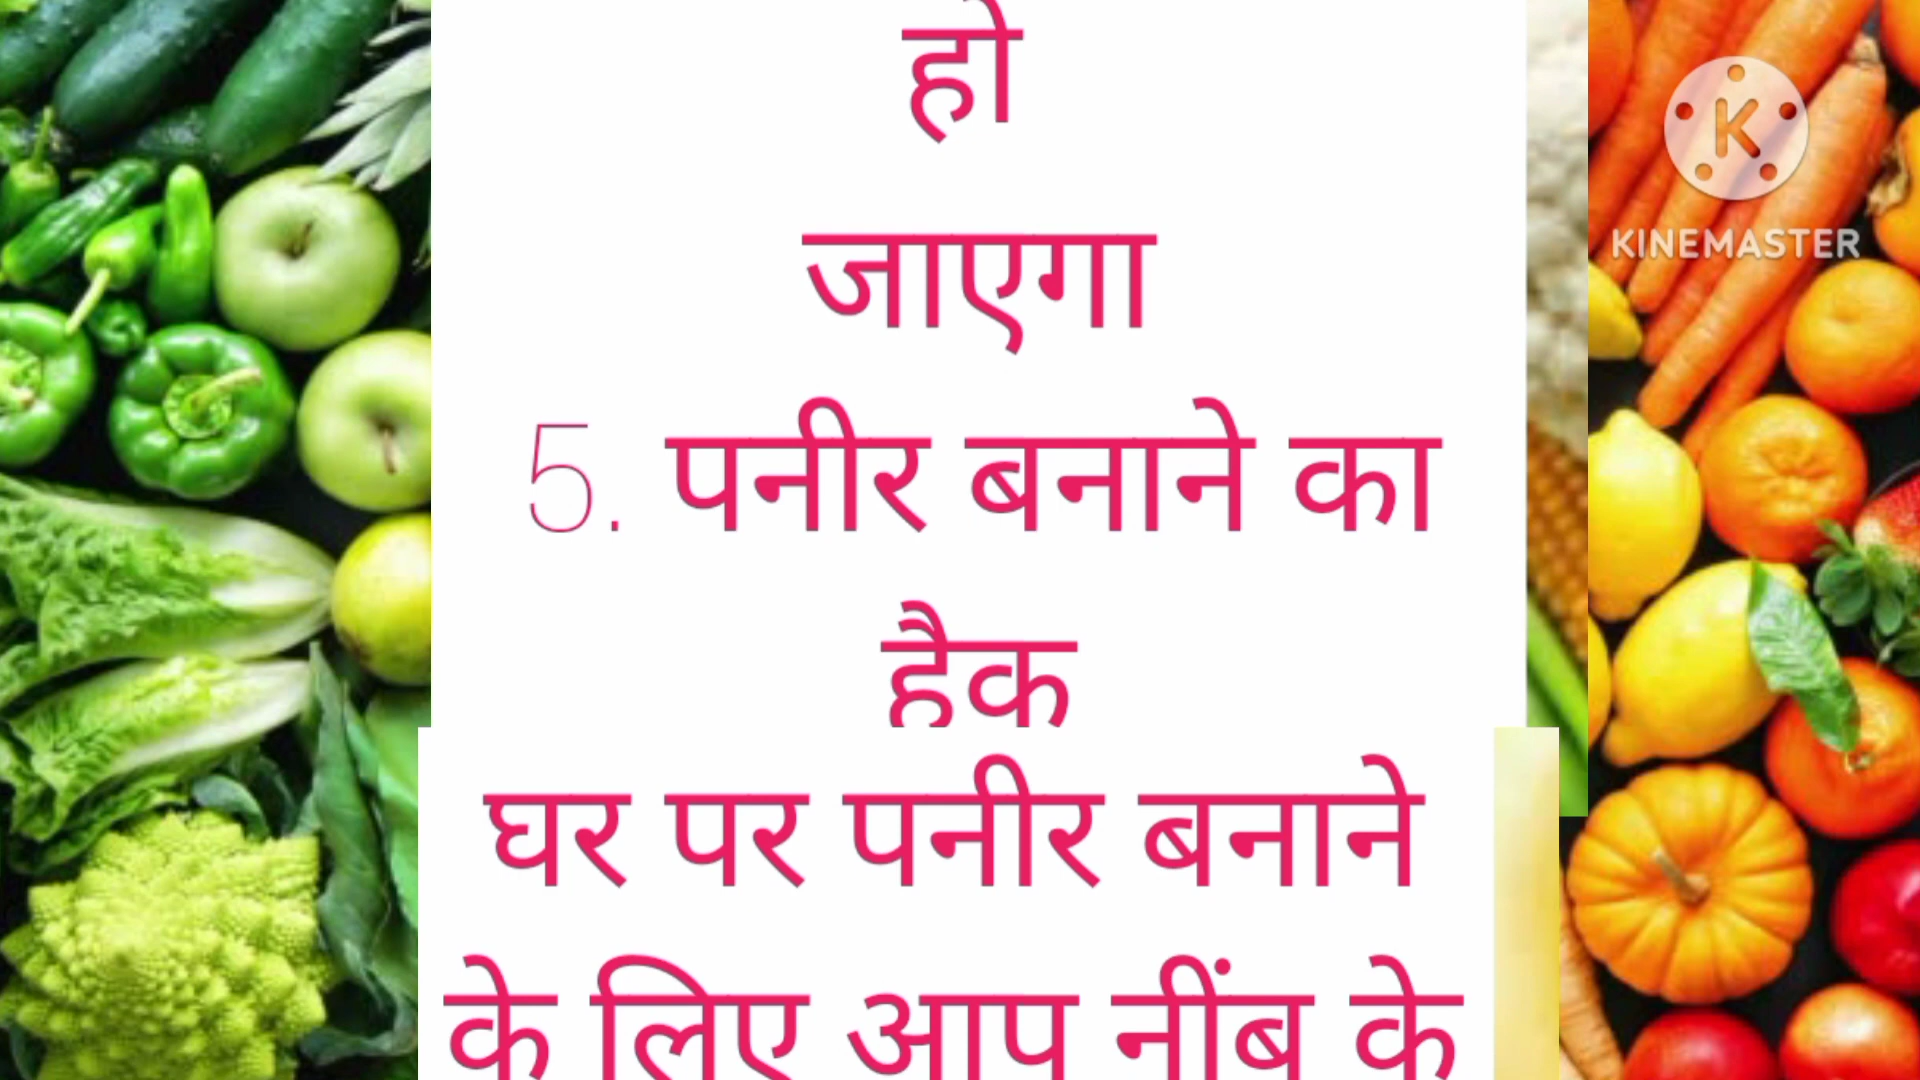 हो
जाएगा
5. पनीर बनाने का
हैक
घर पर पनीर बनाने
के लिए आप नींब के
K
KINEMASTER